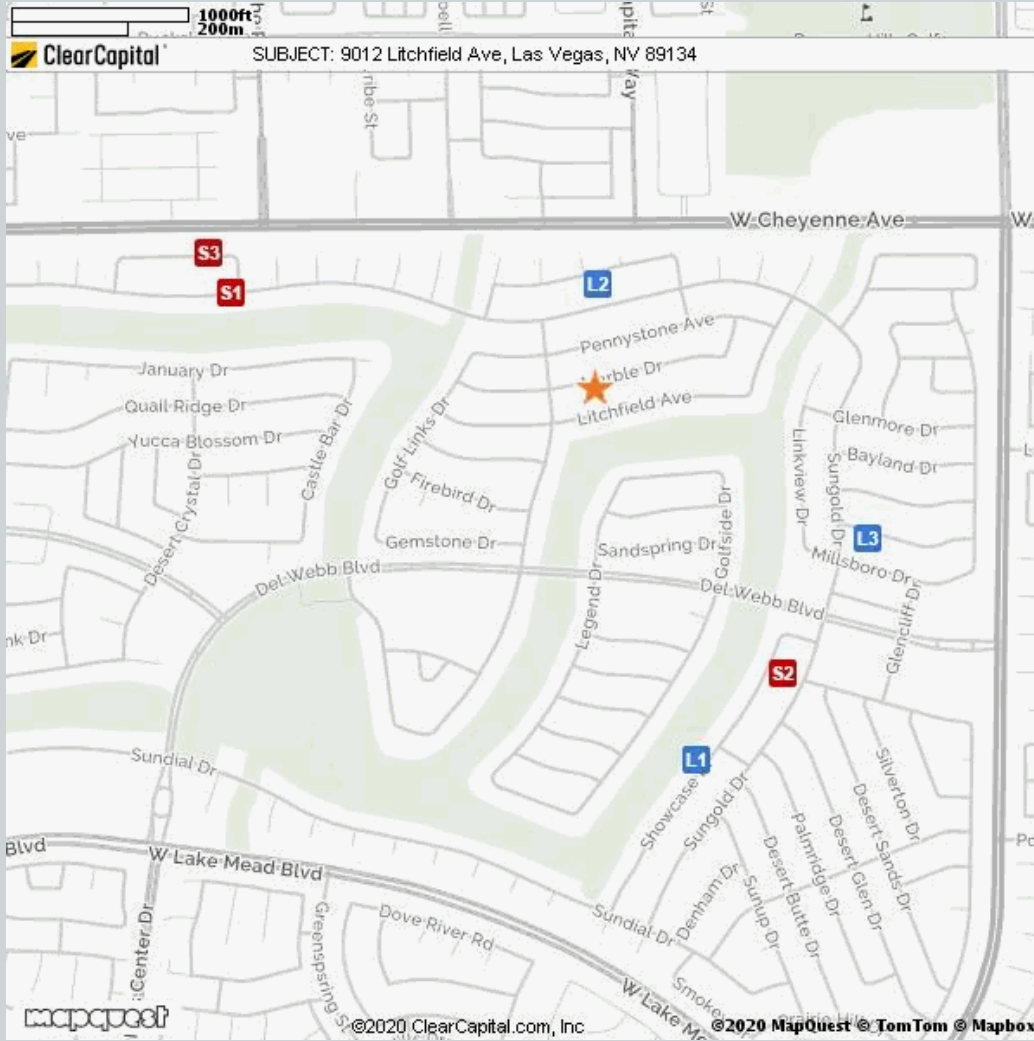 1000ft
200m
ClearCapital
SUBJECT: 9012 Litchfield Ave, Las Vegas, NV 89134
W Cheyenne Ave
S3
S1
L2
Pennystone Ave
January Dr
Quail Ridge Dr
Litchfield Ave
Yucca Blossom Dr
Castle Bar Dr
Golf Links Dr
Glenmore Dr
Bayland Dr
Linkview Dr
Sungold Dr
Firebird Dr
Desert Crystal Dr
Golfside Dr
L3
Gemstone Dr
Sandspring Dr
Millsboro Dr
Del Webb Blvd
Del Webb Blvd
Legend Dr
Glencliff Dr
S2
Sundial Dr
L1
Showcase
Sungold Dr
Silverton Dr
Desert Sands Dr
Desert Glen Dr
Palmridge Dr
Desert Butte Dr
Sunup Dr
Denham Dr
Blvd
W Lake Mead Blvd
Dove River Rd
Sundial Dr
Center Dr
Greenspring St
W Lake
mapquest
©2020 ClearCapital.com, Inc
©2020 MapQuest © TomTom © Mapbox